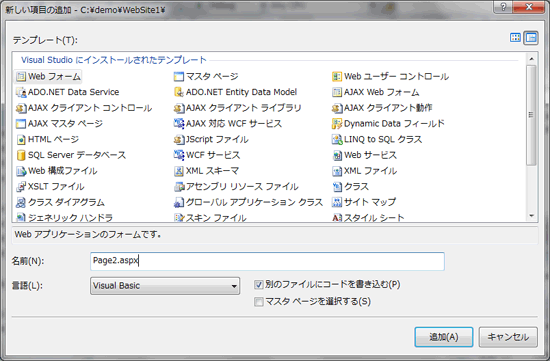 新しい項目の追加 - C:¥demo¥WebSite1¥
テンプレート(T):
Visual Studio にインストールされたテンプレート
Web フォーム マスタ ページ Web ユーザー コントロール
ADO.NET Data Service ADO.NET Entity Data Model AJAX Web フォーム
AJAX クライアント コントロール AJAX クライアント ライブラリ AJAX クライアント動作
AJAX マスタ ページ AJAX 対応 WCF サービス Dynamic Data フィールド
HTML ページ JScript ファイル LINQ to SQL クラス
SQL Server データベース WCF サービス Web サービス
Web 構成ファイル XML スキーマ XML ファイル
XSLT ファイル アセンブリ リソース ファイル クラス
クラス ダイアグラム グローバル アプリケーション クラス サイト マップ
ジェネリック ハンドラ スキン ファイル スタイル シート
Web アプリケーションのフォームです。
名前(N): Page2.aspx
言語(L): Visual Basic 別のファイルにコードを書き込む(P)
マスタ ページを選択する(S)
追加(A) キャンセル